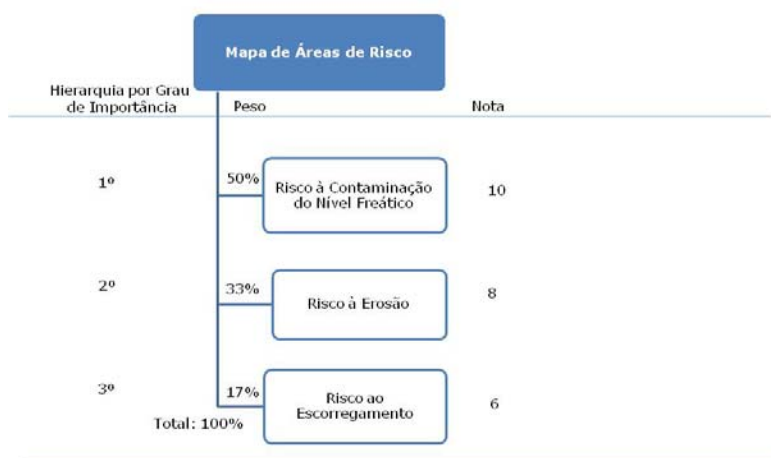 Mapa de Áreas de Risco
Hierarquia por Grau
de Importância
Peso
Nota
1º
50%
Risco à Contaminação
do Nível Freático
10
2º
33%
Risco à Erosão
8
3º
17%
Risco ao
Escorregamento
6
Total: 100%